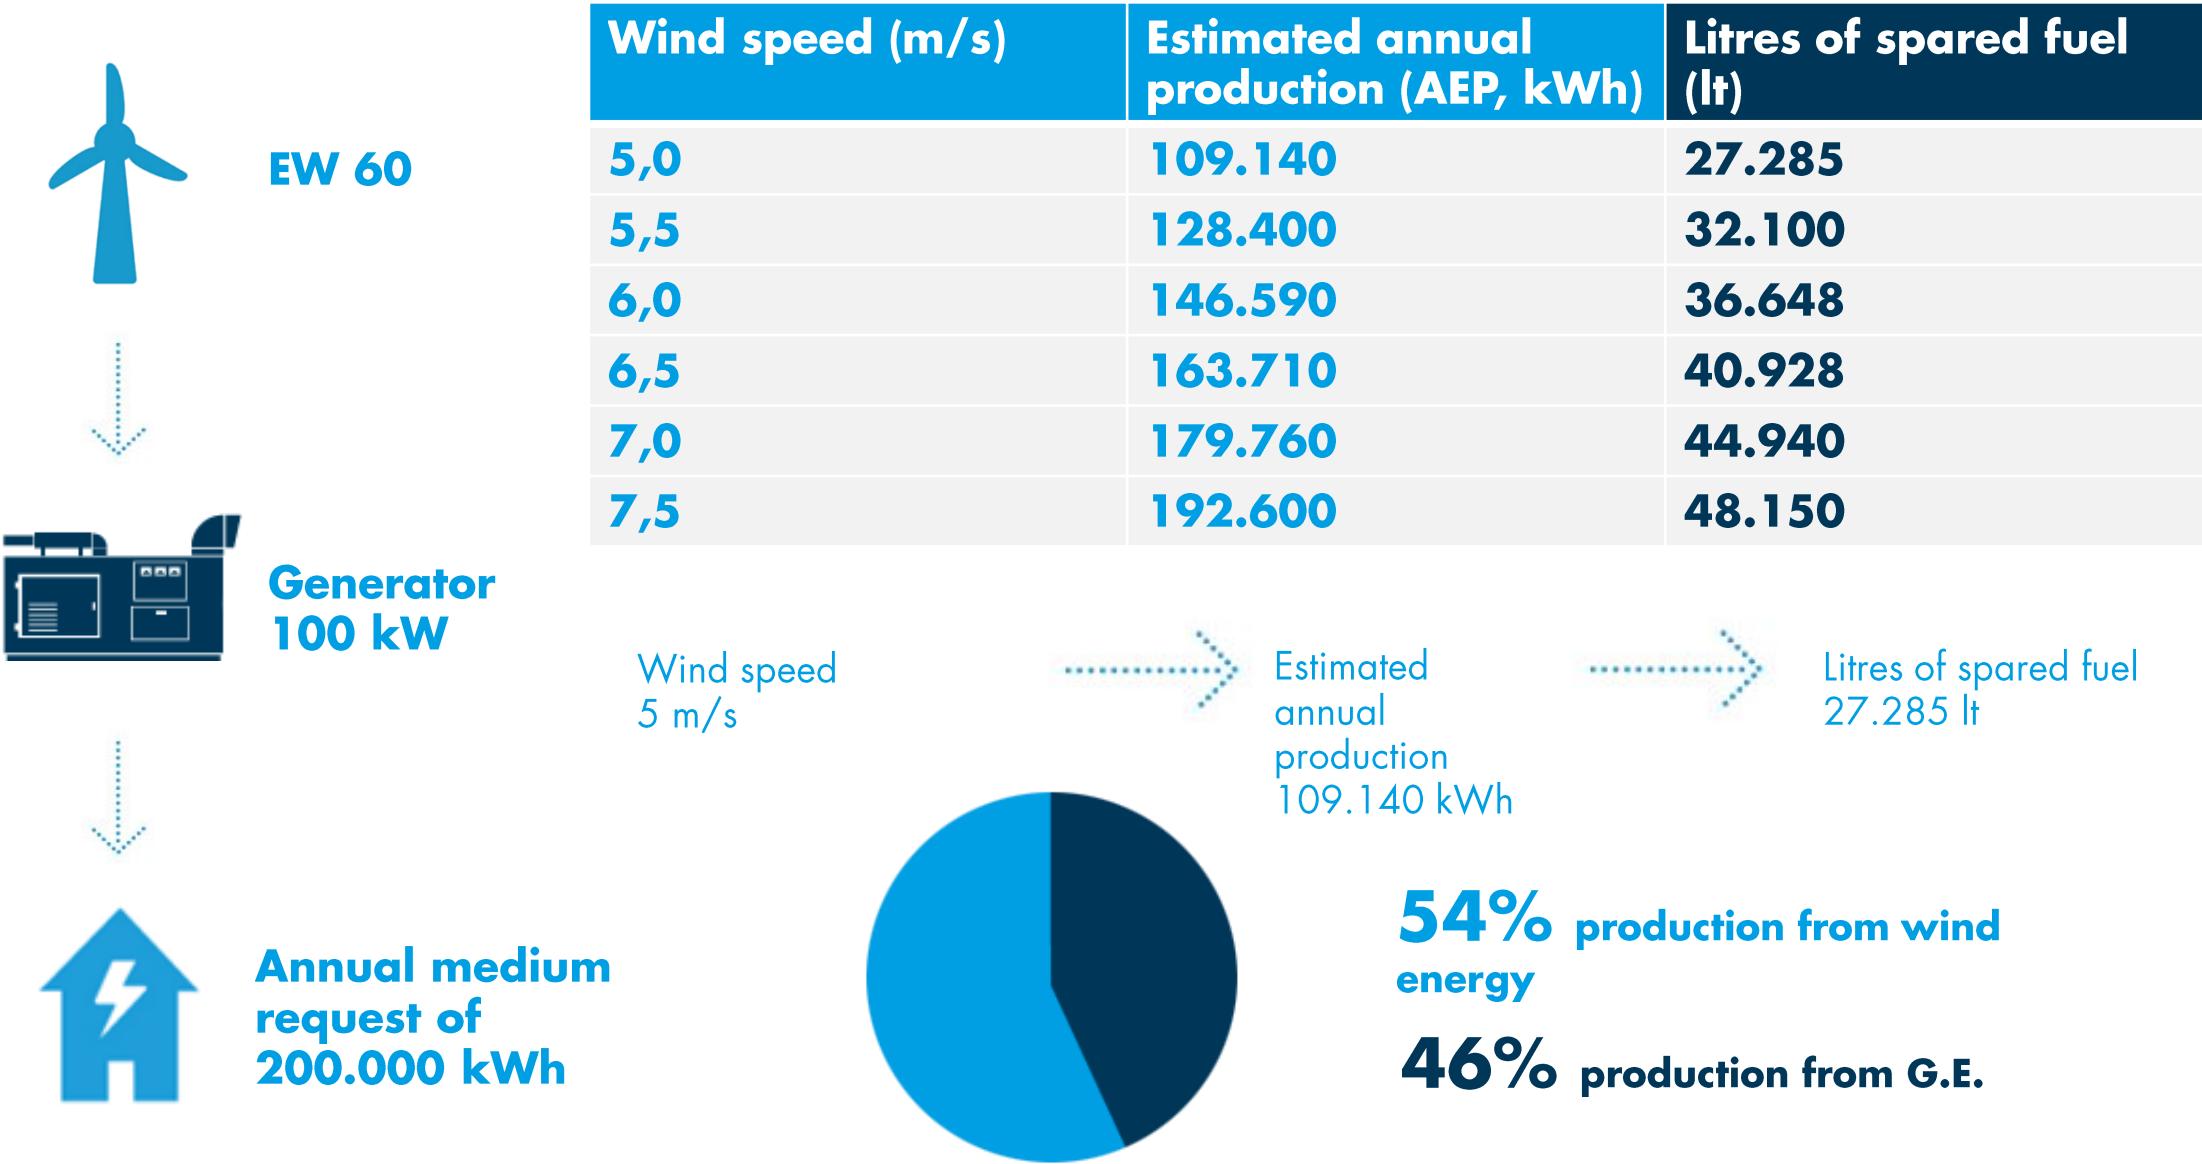 EW 60
Generator
100 kW
Annual medium
request of
200.000 kWh
Wind speed (m/s)
Estimated annual
production (AEP, kWh)
Litres of spared fuel
(lt)
5,0
109.140
27.285
5,5
128.400
32.100
6,0
146.590
36.648
6,5
163.710
40.928
7,0
179.760
44.940
7,5
192.600
48.150
Wind speed
5 m/s
Estimated
annual
production
109.140 kWh
Litres of spared fuel
27.285 lt
54% production from wind
energy
46% production from G.E.